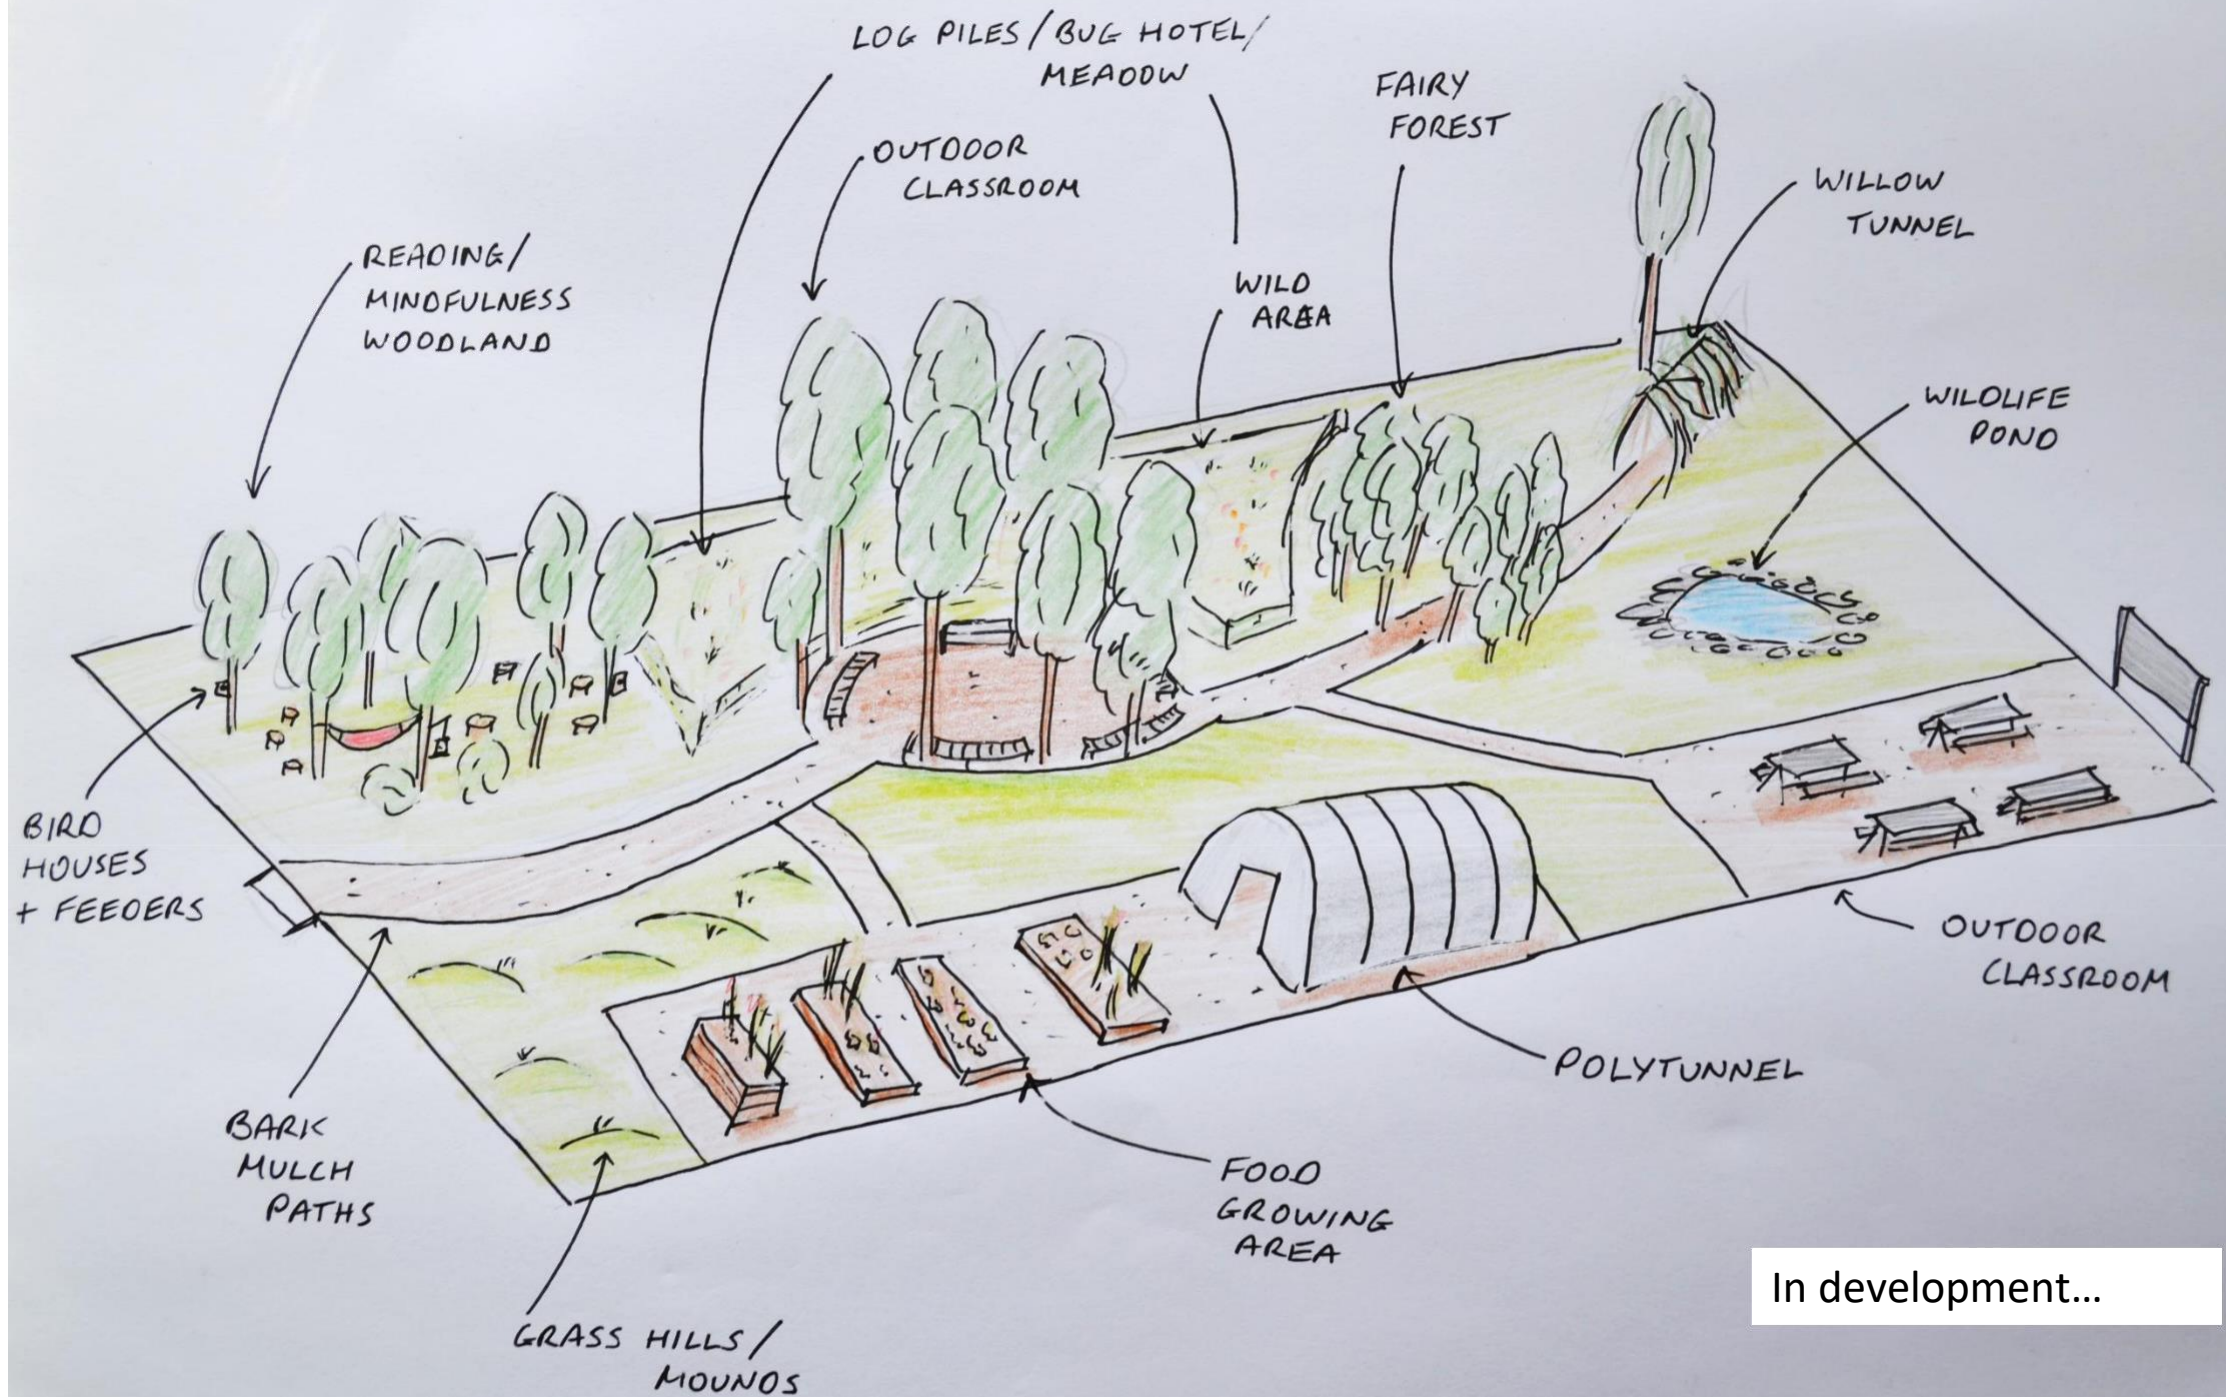 LOG PILES/BUG HOTEL/
MEADOW
FAIRY
FOREST
OUTDOOR
CLASSROOM
WILLOW
TUNNEL
READING/
MINDFULNESS
WOODLAND
WILD
AREA
WILDLIFE
POND
BIRD
HOUSES
+ FEEDERS
OUTDOOR
CLASSROOM
POLYTUNNEL
BARK
MULCH
PATHS
FOOD
GROWING
AREA
GRASS HILLS/
MOUNDS
In development...